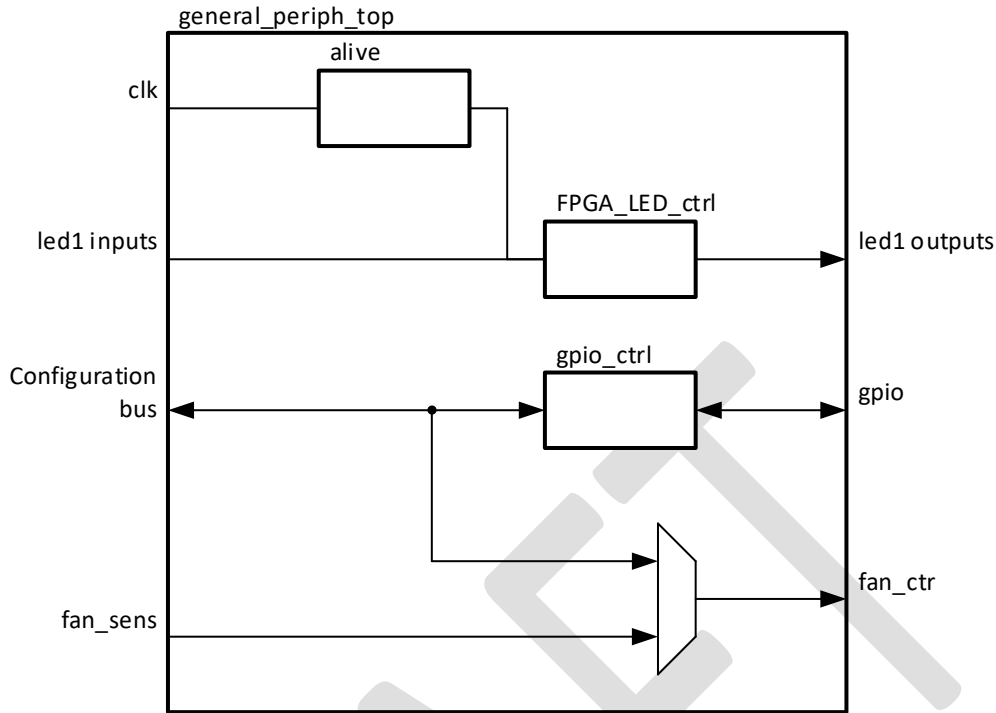 general_periph_top
alive
clk
FPGA_LED_ctrl
led1 inputs
led1 outputs
gpio_ctrl
Configuration
bus
gpio
fan_ctr
fan_sens